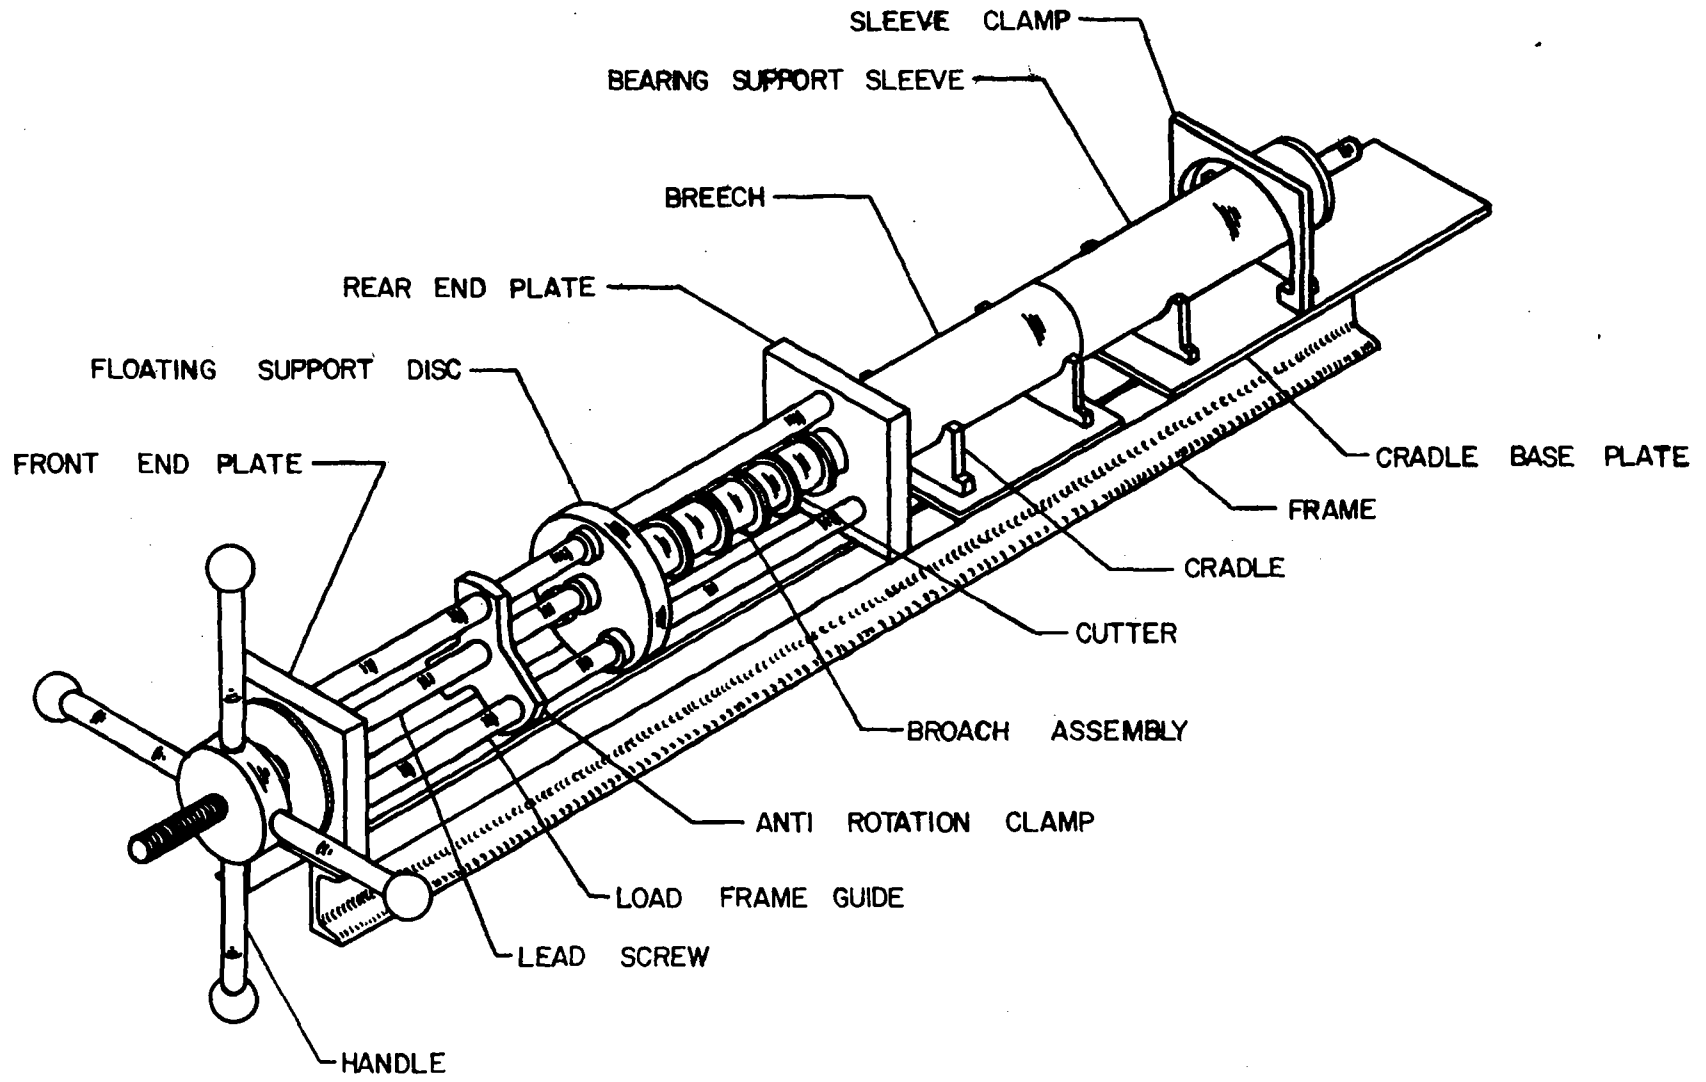 SLEEVE CLAMP
BEARING SUPPORT SLEEVE
BREECH
REAR END PLATE
FLOATING SUPPORT DISC
FRONT END PLATE
CRADLE BASE PLATE
FRAME
CRADLE
CUTTER
BROACH ASSEMBLY
ANTI ROTATION CLAMP
LOAD FRAME GUIDE
LEAD SCREW
HANDLE